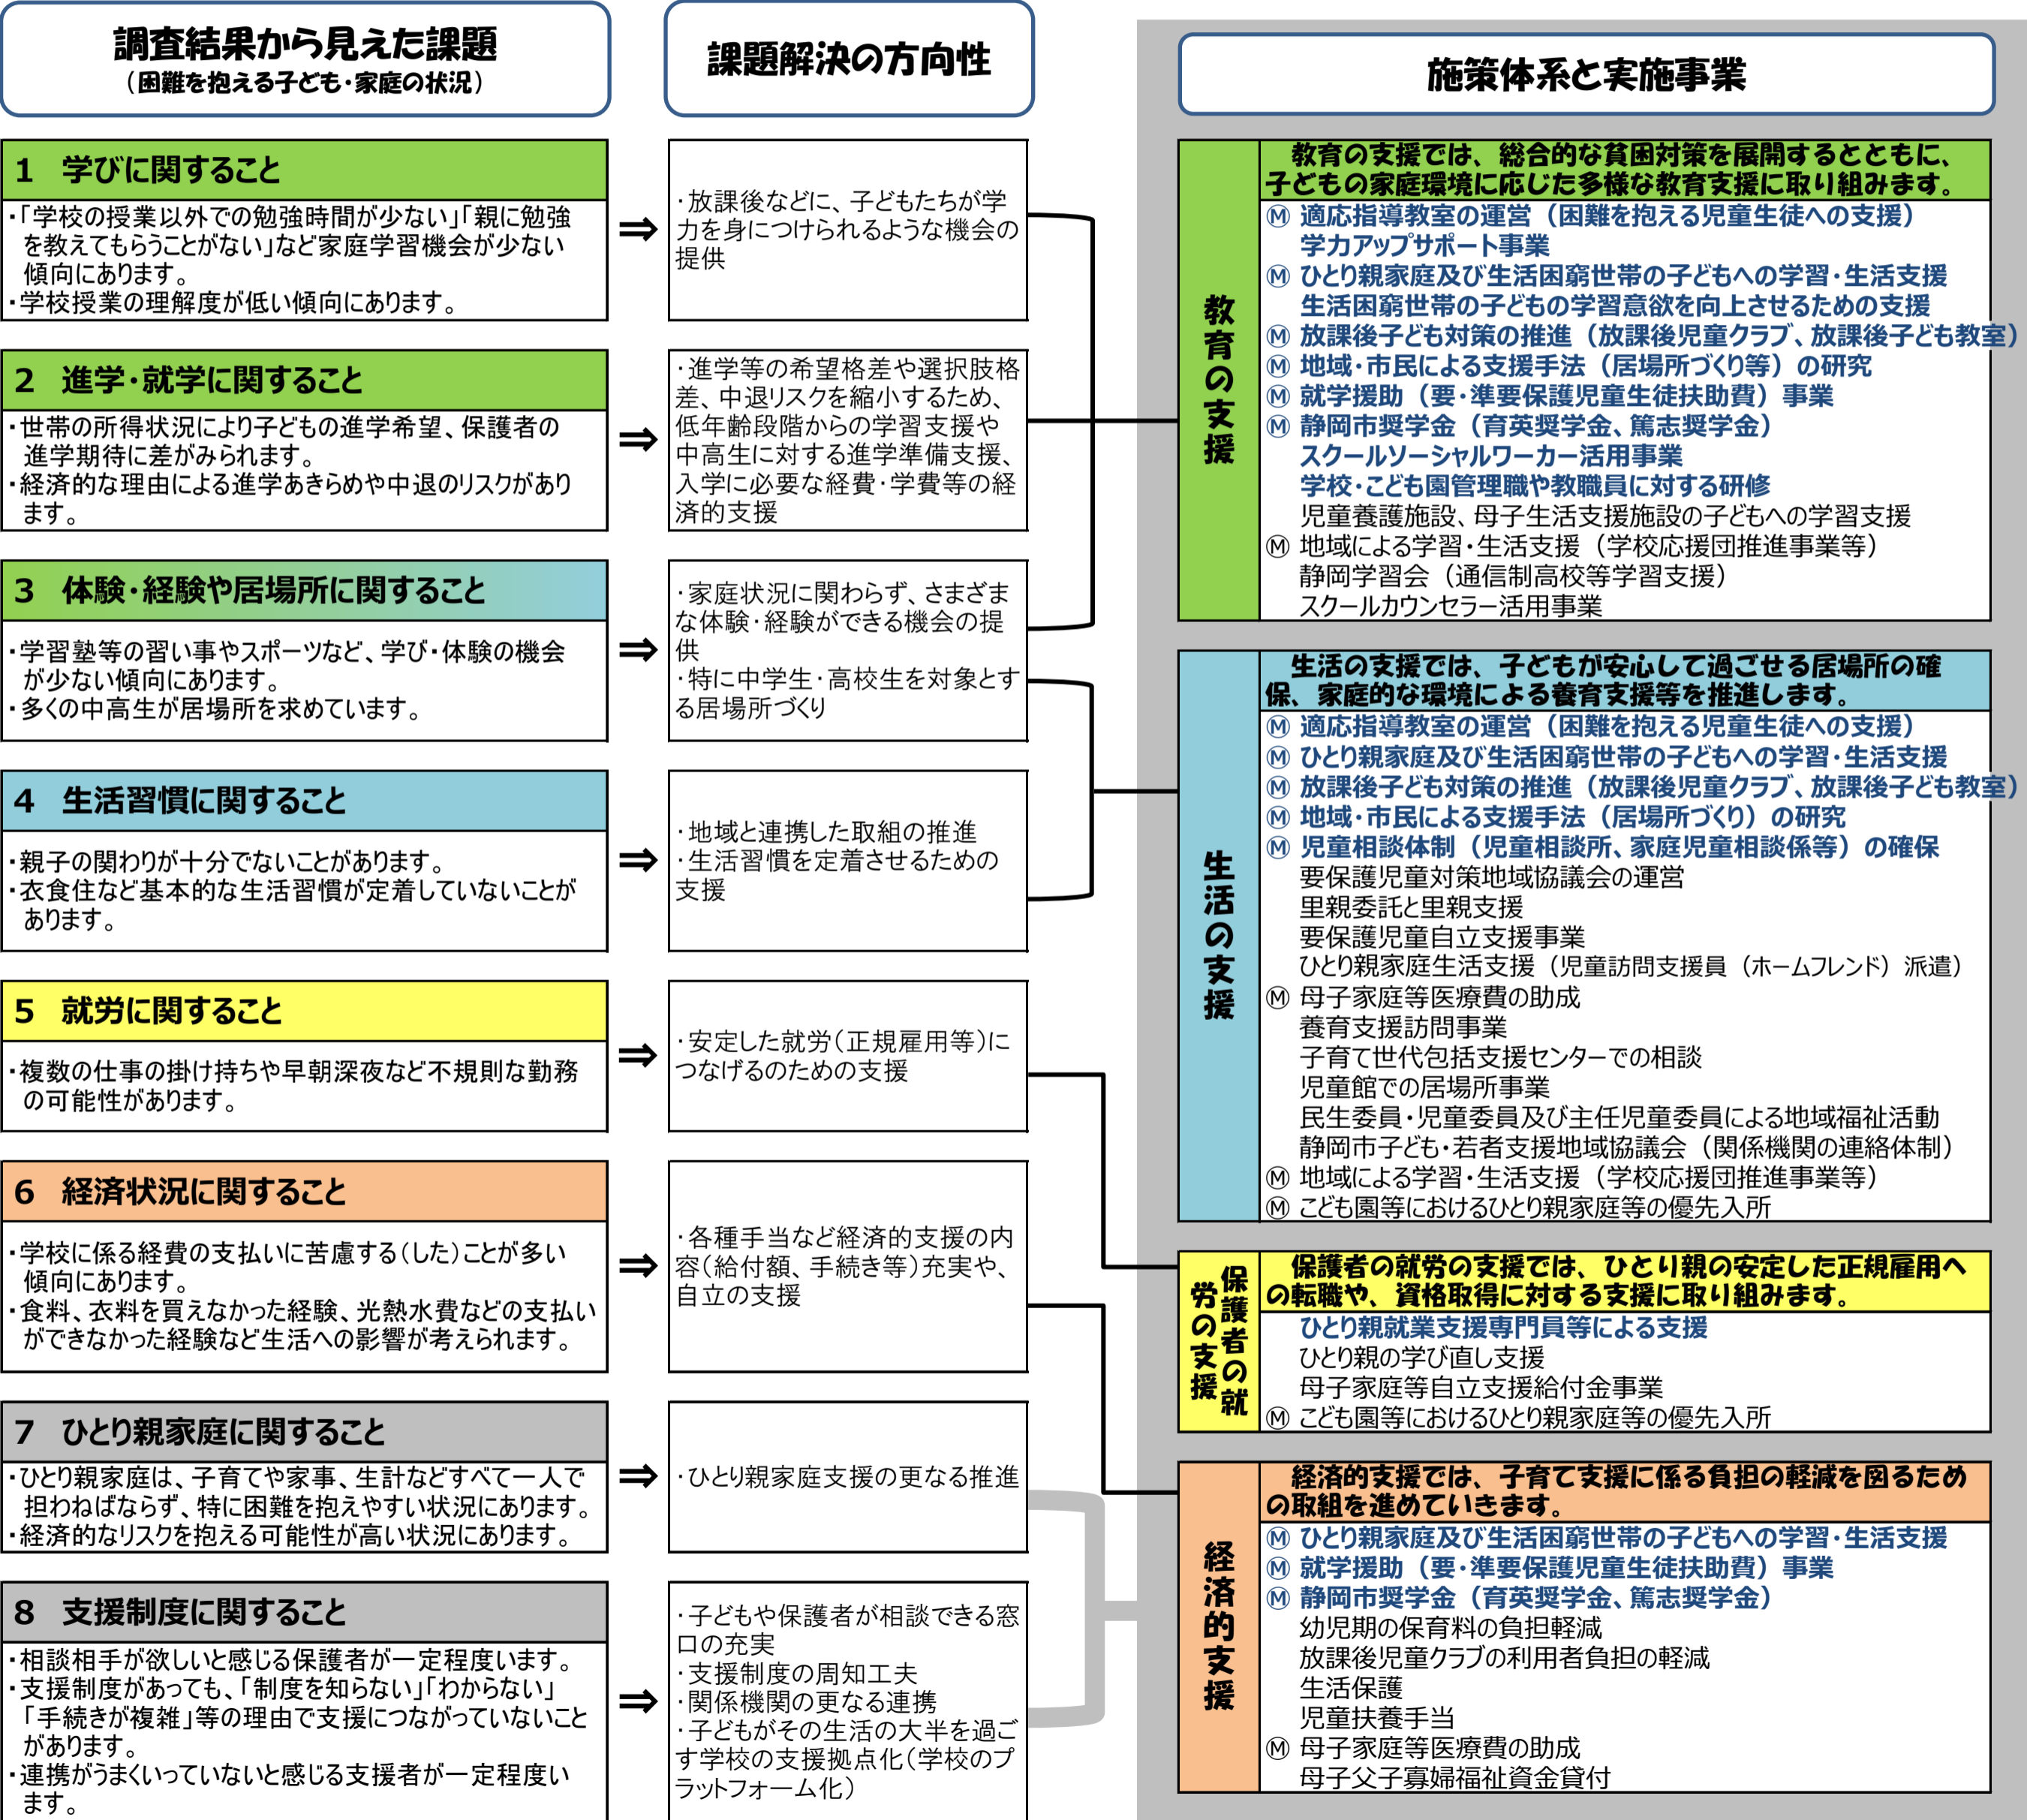 調査結果から見えた課題
（困難を抱える子ども・家庭の状況）
課題解決の方向性
施策体系と実施事業
1　学びに関すること
・「学校の授業以外での勉強時間が少ない」「親に勉強
を教えてもらうことがない」など家庭学習機会が少ない
傾向にあります。
・学校授業の理解度が低い傾向にあります。
⇒
・放課後などに、子どもたちが学
力を身につけられるような機会の
提供
2　進学・就学に関すること
・世帯の所得状況により子どもの進学希望、保護者の
進学期待に差がみられます。
・経済的な理由による進学あきらめや中退のリスクがあり
ます。
⇒
・進学等の希望格差や選択肢格
差、中退リスクを縮小するため、
低年齢段階からの学習支援や
中高生に対する進学準備支援、
入学に必要な経費・学費等の経
済的支援
3　体験・経験や居場所に関すること
・学習塾等の習い事やスポーツなど、学び・体験の機会
が少ない傾向にあります。
・多くの中高生が居場所を求めています。
⇒
・家庭状況に関わらず、さまざま
な体験・経験ができる機会の提
供
・特に中学生・高校生を対象とす
る居場所づくり
4　生活習慣に関すること
・親子の関わりが十分でないことがあります。
・衣食住など基本的な生活習慣が定着していないことが
あります。
⇒
・地域と連携した取組の推進
・生活習慣を定着させるための
支援
5　就労に関すること
・複数の仕事の掛け持ちや早朝深夜など不規則な勤務
の可能性があります。
⇒
・安定した就労（正規雇用等）に
つなげるのための支援
6　経済状況に関すること
・学校に係る経費の支払いに苦慮する（した）ことが多い
傾向にあります。
・食料、衣料を買えなかった経験、光熱水費などの支払い
ができなかった経験など生活への影響が考えられます。
⇒
・各種手当など経済的支援の内
容（給付額、手続き等）充実や、
自立の支援
7　ひとり親家庭に関すること
・ひとり親家庭は、子育てや家事、生計などすべて一人で
担わねばならず、特に困難を抱えやすい状況にあります。
・経済的なリスクを抱える可能性が高い状況にあります。
⇒
・ひとり親家庭支援の更なる推進
8　支援制度に関すること
・相談相手が欲しいと感じる保護者が一定程度います。
・支援制度があっても、「制度を知らない」「わからない」
「手続きが複雑」等の理由で支援につながっていないこと
があります。
・連携がうまくいっていないと感じる支援者が一定程度い
ます。
⇒
・子どもや保護者が相談できる窓
口の充実
・支援制度の周知工夫
・関係機関の更なる連携
・子どもがその生活の大半を過ご
す学校の支援拠点化（学校のプ
ラットフォーム化）
教育の支援
教育の支援では、総合的な貧困対策を展開するとともに、
子どもの家庭環境に応じた多様な教育支援に取り組みます。
Ⓜ 適応指導教室の運営（困難を抱える児童生徒への支援）
学力アップサポート事業
Ⓜ ひとり親家庭及び生活困窮世帯の子どもへの学習・生活支援
生活困窮世帯の子どもの学習意欲を向上させるための支援
Ⓜ 放課後子ども対策の推進（放課後児童クラブ、放課後子ども教室）
Ⓜ 地域・市民による支援手法（居場所づくり等）の研究
Ⓜ 就学援助（要・準要保護児童生徒扶助費）事業
Ⓜ 静岡市奨学金（育英奨学金、篤志奨学金）
スクールソーシャルワーカー活用事業
学校・こども園管理職や教職員に対する研修
児童養護施設、母子生活支援施設の子どもへの学習支援
Ⓜ 地域による学習・生活支援（学校応援団推進事業等）
静岡学習会（通信制高校等学習支援）
スクールカウンセラー活用事業
生活の支援
生活の支援では、子どもが安心して過ごせる居場所の確
保、家庭的な環境による養育支援等を推進します。
Ⓜ 適応指導教室の運営（困難を抱える児童生徒への支援）
Ⓜ ひとり親家庭及び生活困窮世帯の子どもへの学習・生活支援
Ⓜ 放課後子ども対策の推進（放課後児童クラブ、放課後子ども教室）
Ⓜ 地域・市民による支援手法（居場所づくり）の研究
Ⓜ 児童相談体制（児童相談所、家庭児童相談係等）の確保
要保護児童対策地域協議会の運営
里親委託と里親支援
要保護児童自立支援事業
ひとり親家庭生活支援（児童訪問支援員（ホームフレンド）派遣）
Ⓜ 母子家庭等医療費の助成
養育支援訪問事業
子育て世代包括支援センターでの相談
児童館での居場所事業
民生委員・児童委員及び主任児童委員による地域福祉活動
静岡市子ども・若者支援地域協議会（関係機関の連絡体制）
Ⓜ 地域による学習・生活支援（学校応援団推進事業等）
Ⓜ こども園等におけるひとり親家庭等の優先入所
保護者の就
労の支援
保護者の就労の支援では、ひとり親の安定した正規雇用へ
の転職や、資格取得に対する支援に取り組みます。
ひとり親就業支援専門員等による支援
ひとり親の学び直し支援
母子家庭等自立支援給付金事業
Ⓜ こども園等におけるひとり親家庭等の優先入所
経済的支援
経済的支援では、子育て支援に係る負担の軽減を図るため
の取組を進めていきます。
Ⓜ ひとり親家庭及び生活困窮世帯の子どもへの学習・生活支援
Ⓜ 就学援助（要・準要保護児童生徒扶助費）事業
Ⓜ 静岡市奨学金（育英奨学金、篤志奨学金）
幼児期の保育料の負担軽減
放課後児童クラブの利用者負担の軽減
生活保護
児童扶養手当
Ⓜ 母子家庭等医療費の助成
母子父子寡婦福祉資金貸付